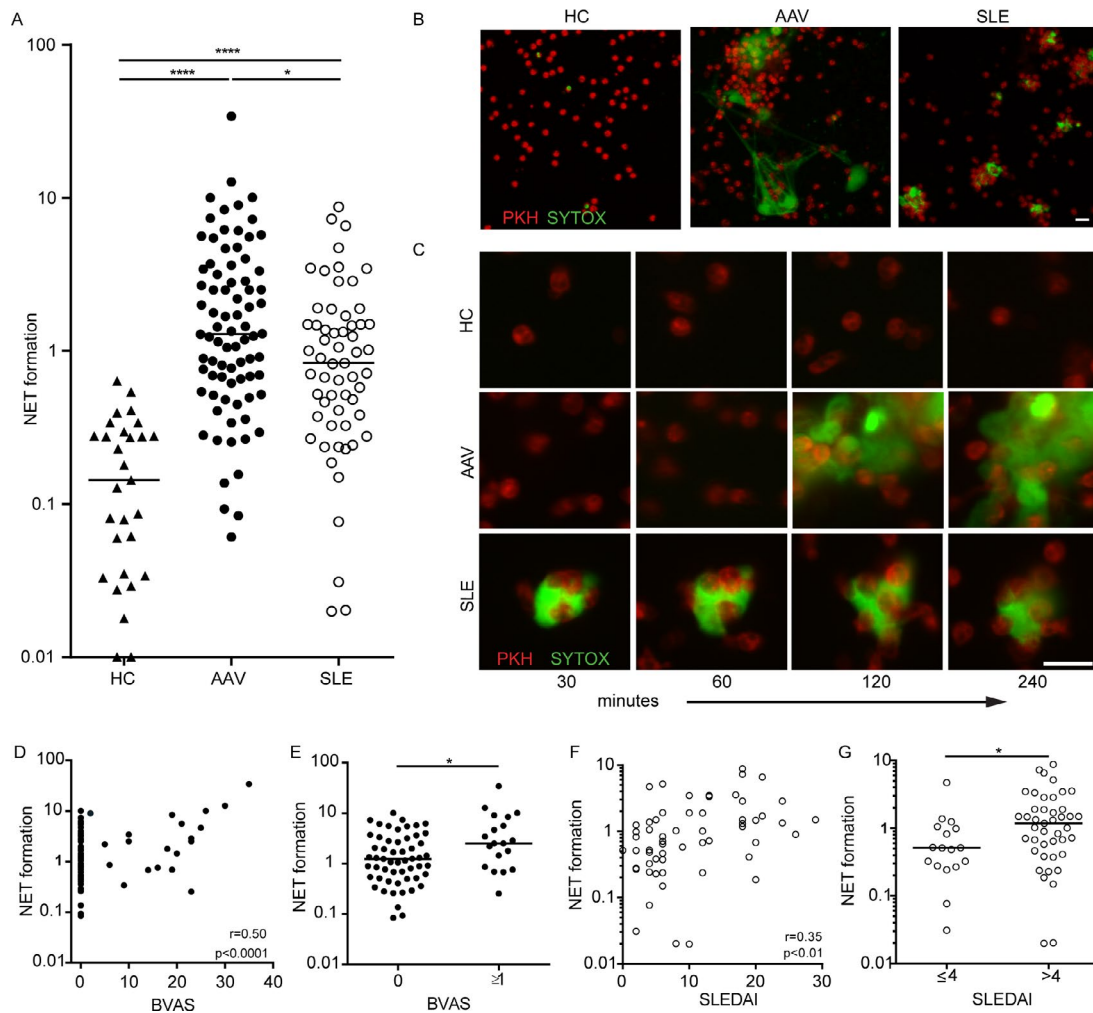 A
100
10
1
0.1
0.01
NET formation
****
**** *
HC AAV SLE
B
HC AAV SLE
PKH SYTOX
C
HC
AAV
SLE
PKH SYTOX
30 60 120 240
minutes
D
100
10
1
0.1
0.01
NET formation
r=0.50
p<0.0001
0 10 20 30 40
BVAS
E
100
10
1
0.1
0.01
NET formation
*
0 ≥1
BVAS
F
10
1
0.1
0.01
NET formation
r=0.35
p<0.01
0 10 20 30
SLEDAI
G
10
1
0.1
0.01
NET formation
*
≤4 >4
SLEDAI